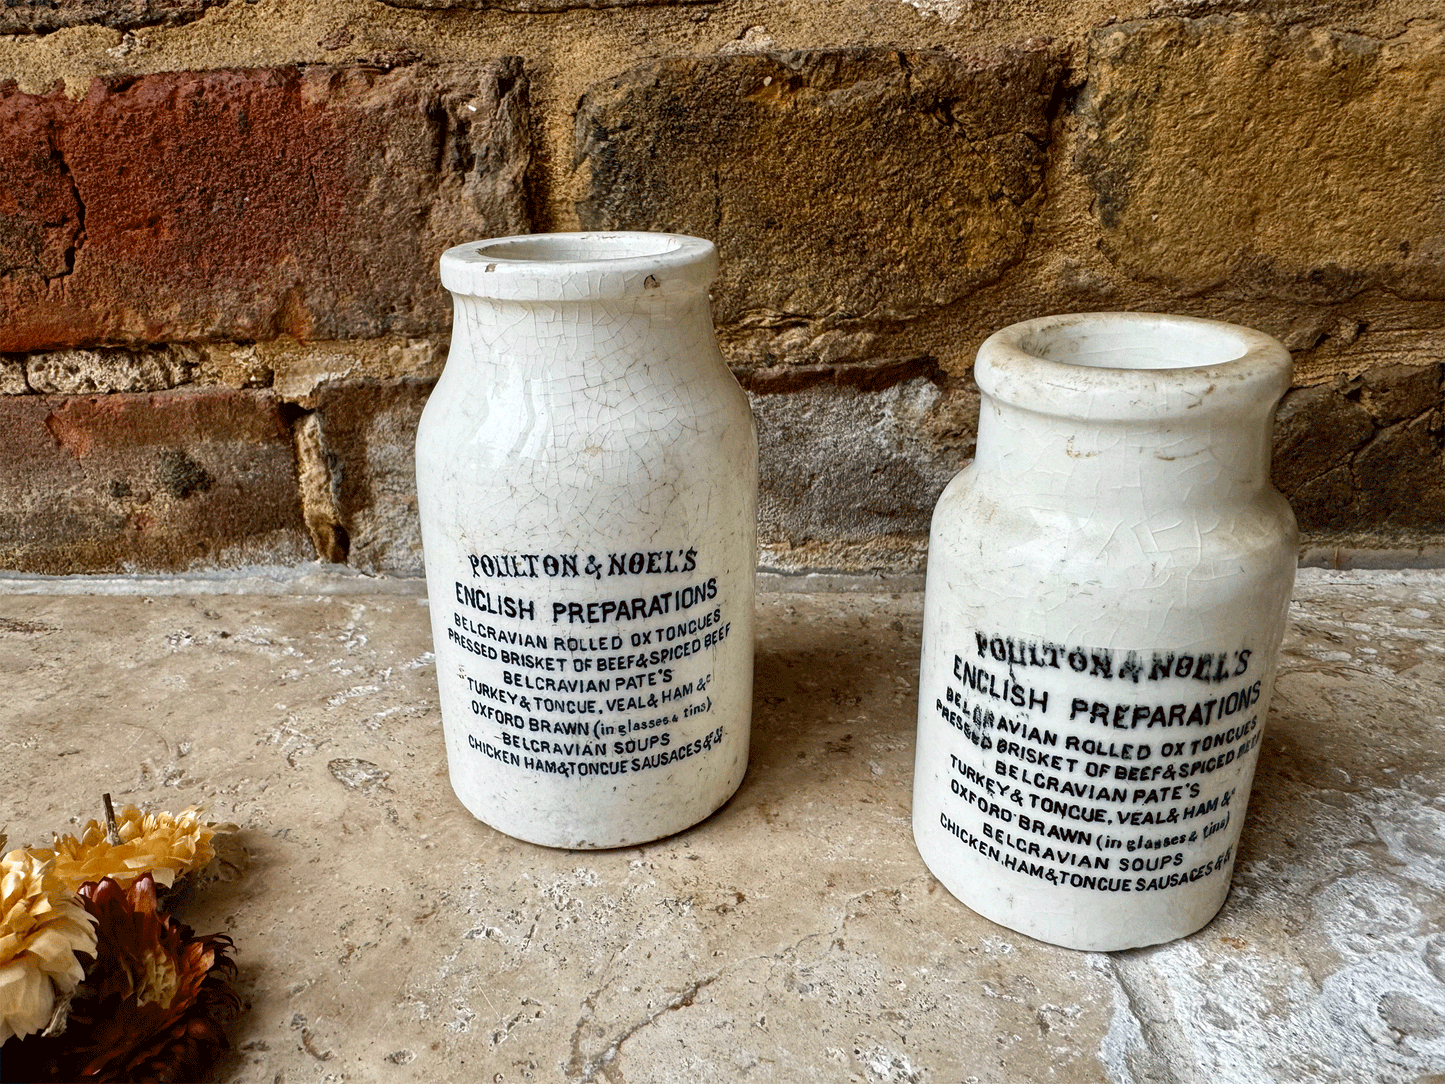 POULTON & NOEL'S
ENGLISH PREPARATIONS
BELGRAVIAN ROLLED OX TONGUES
PRESSED BRISKET OF BEEF & SPICED BEEF
BELGRAVIAN PATE'S
TURKEY & TONGUE, VEAL & HAM &c
OXFORD BRAWN (in glasses & tins)
BELGRAVIAN SOUPS
CHICKEN HAM & TONGUE SAUSAGES &c &c
POULTON & NOEL'S
ENGLISH PREPARATIONS
BELGRAVIAN ROLLED OX TONGUES
PRESSED BRISKET OF BEEF & SPICED BEEF
BELGRAVIAN PATE'S
TURKEY & TONGUE, VEAL & HAM &c
OXFORD BRAWN (in glasses & tins)
BELGRAVIAN SOUPS
CHICKEN, HAM & TONGUE SAUSAGES &c &c